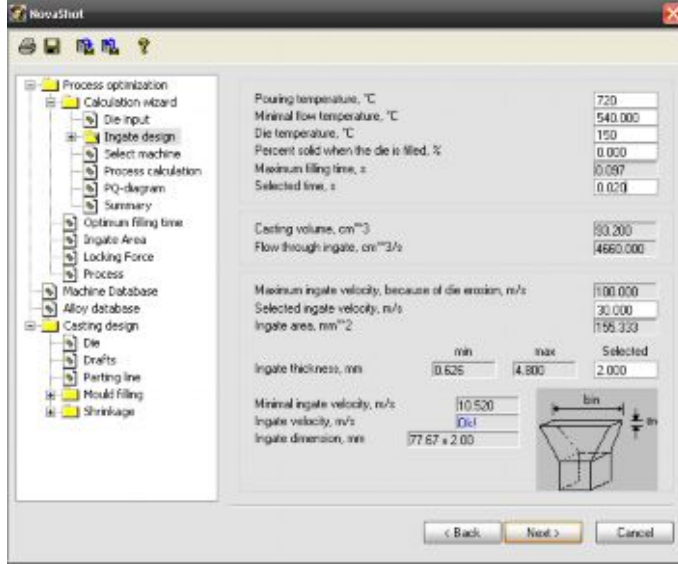 NovaShot
Process optimization
Calculation wizard
Die input
Ingate design
Select machine
Process calculation
PQ-diagram
Summary
Optimum filling time
Ingate Area
Locking Force
Process
Machine Database
Alloy database
Casting design
Die
Drafts
Parting line
Mould filling
Shrinkage
Pouring temperature, °C 720
Minimal flow temperature, °C 540.000
Die temperature, °C 150
Percent solid when the die is filled, % 0.000
Maximum filling time, s 0.097
Selected time, s 0.020
Casting volume, cm**3 93.200
Flow through ingate, cm**3/s 4660.000
Maximum ingate velocity, because of die erosion, m/s 180.000
Selected ingate velocity, m/s 30.000
Ingate area, mm**2 155.333
min max Selected
Ingate thickness, mm 0.626 4.800 2.000
Minimal ingate velocity, m/s 10.520
Ingate velocity, m/s Ok!
Ingate dimension, mm 77.67 x 2.00
bin
< Back Next > Cancel